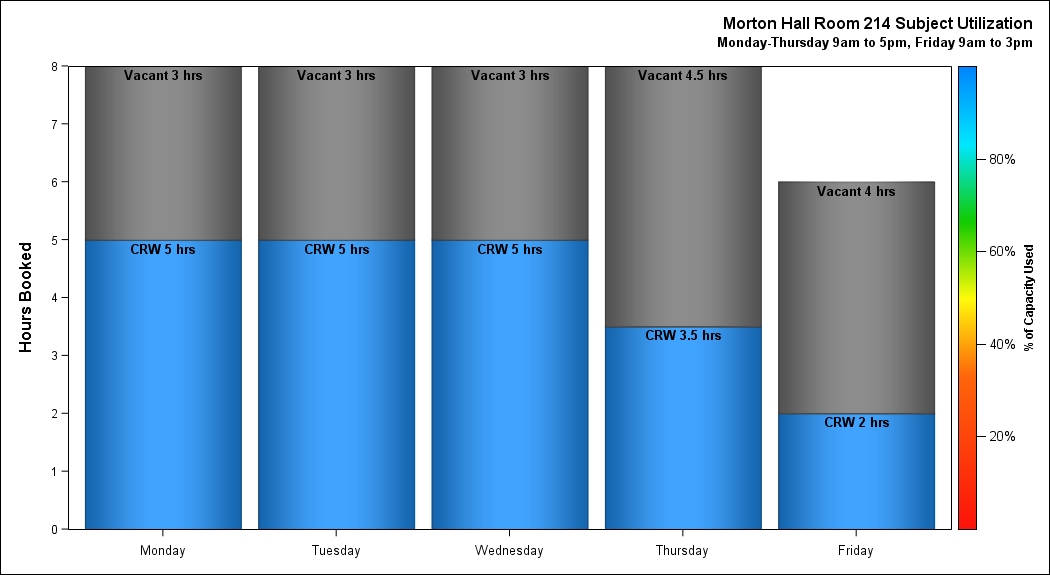 Morton Hall Room 214 Subject Utilization
Monday-Thursday 9am to 5pm, Friday 9am to 3pm
Hours Booked
8
7
6
5
4
3
2
1
0
Vacant 3 hrs
CRW 5 hrs
Vacant 3 hrs
CRW 5 hrs
Vacant 3 hrs
CRW 5 hrs
Vacant 4.5 hrs
CRW 3.5 hrs
Vacant 4 hrs
CRW 2 hrs
Monday
Tuesday
Wednesday
Thursday
Friday
80%
60%
40%
20%
% of Capacity Used